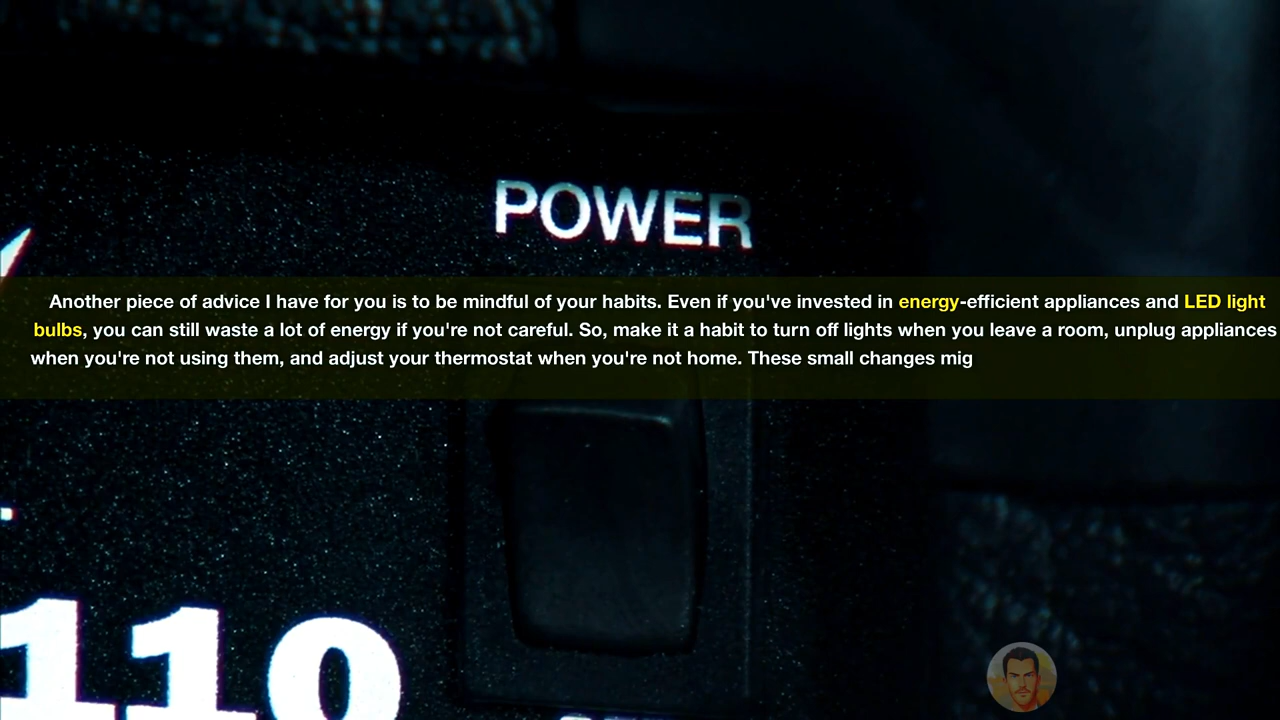 POWER
Another piece of advice I have for you is to be mindful of your habits. Even if you've invested in energy-efficient appliances and LED light
bulbs, you can still waste a lot of energy if you're not careful. So, make it a habit to turn off lights when you leave a room, unplug appliances
when you're not using them, and adjust your thermostat when you're not home. These small changes mig
110